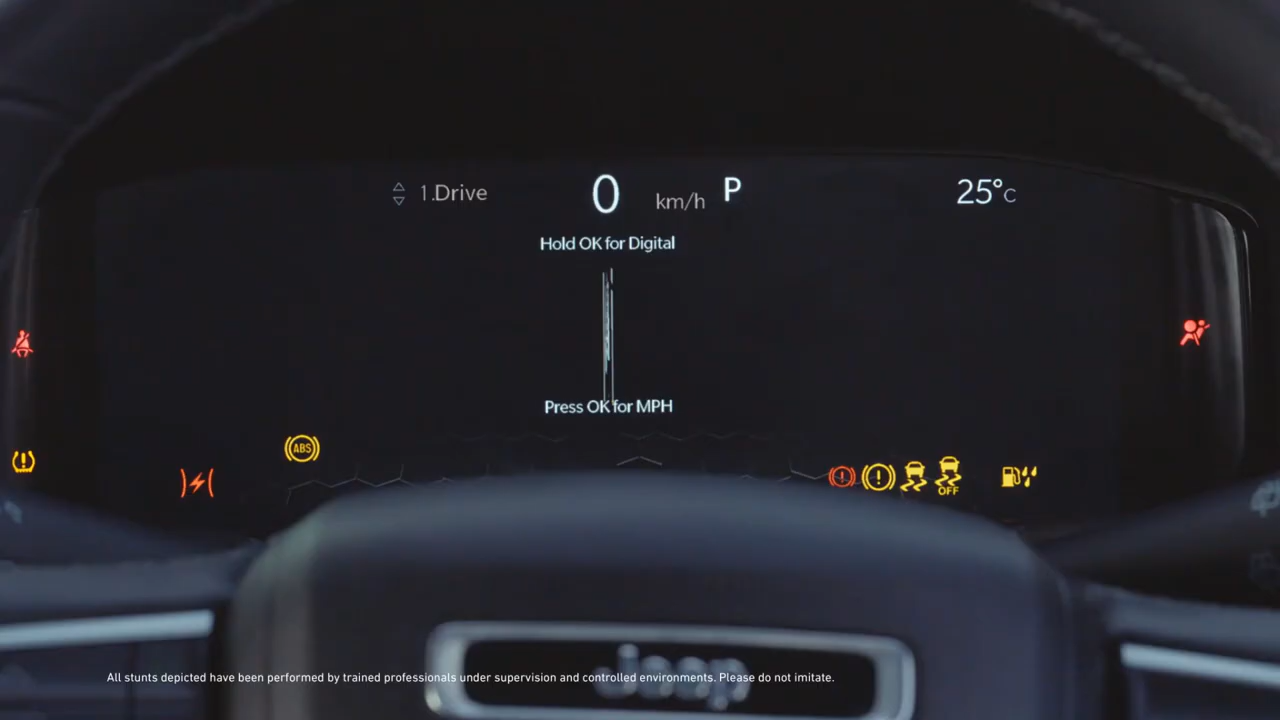 1.Drive 0 km/h P 25°C
Hold OK for Digital
Press OK for MPH
ABS
OFF
Jeep
All stunts depicted have been performed by trained professionals under supervision and controlled environments. Please do not imitate.